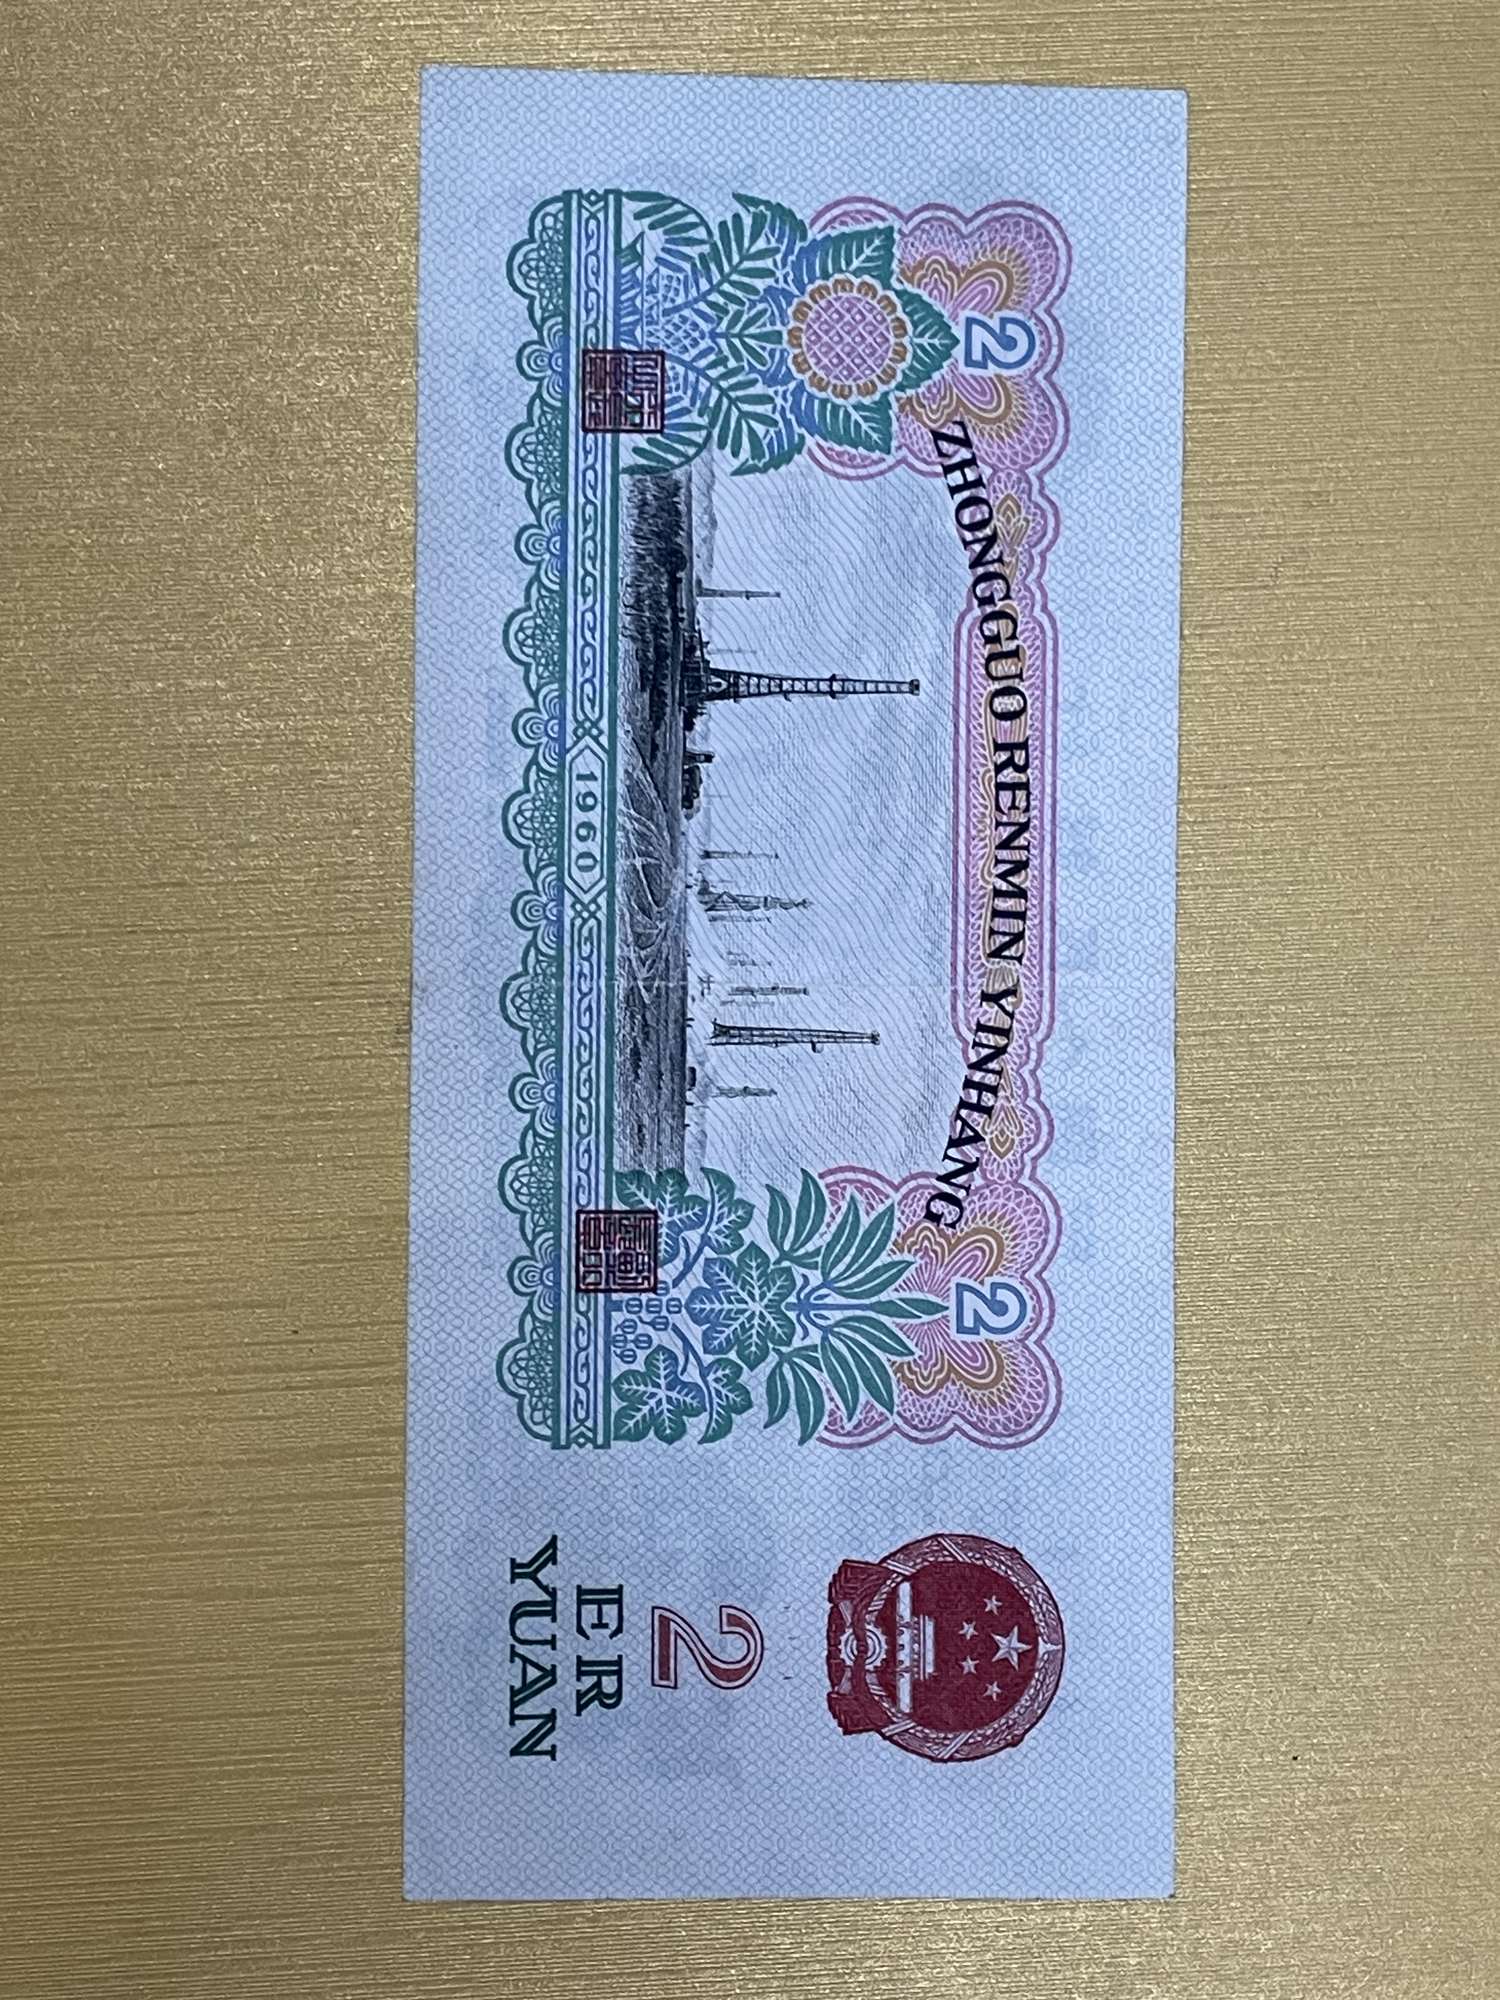 ZHONGGUO RENMIN YINHANG
2
2
1960
2
ER
YUAN